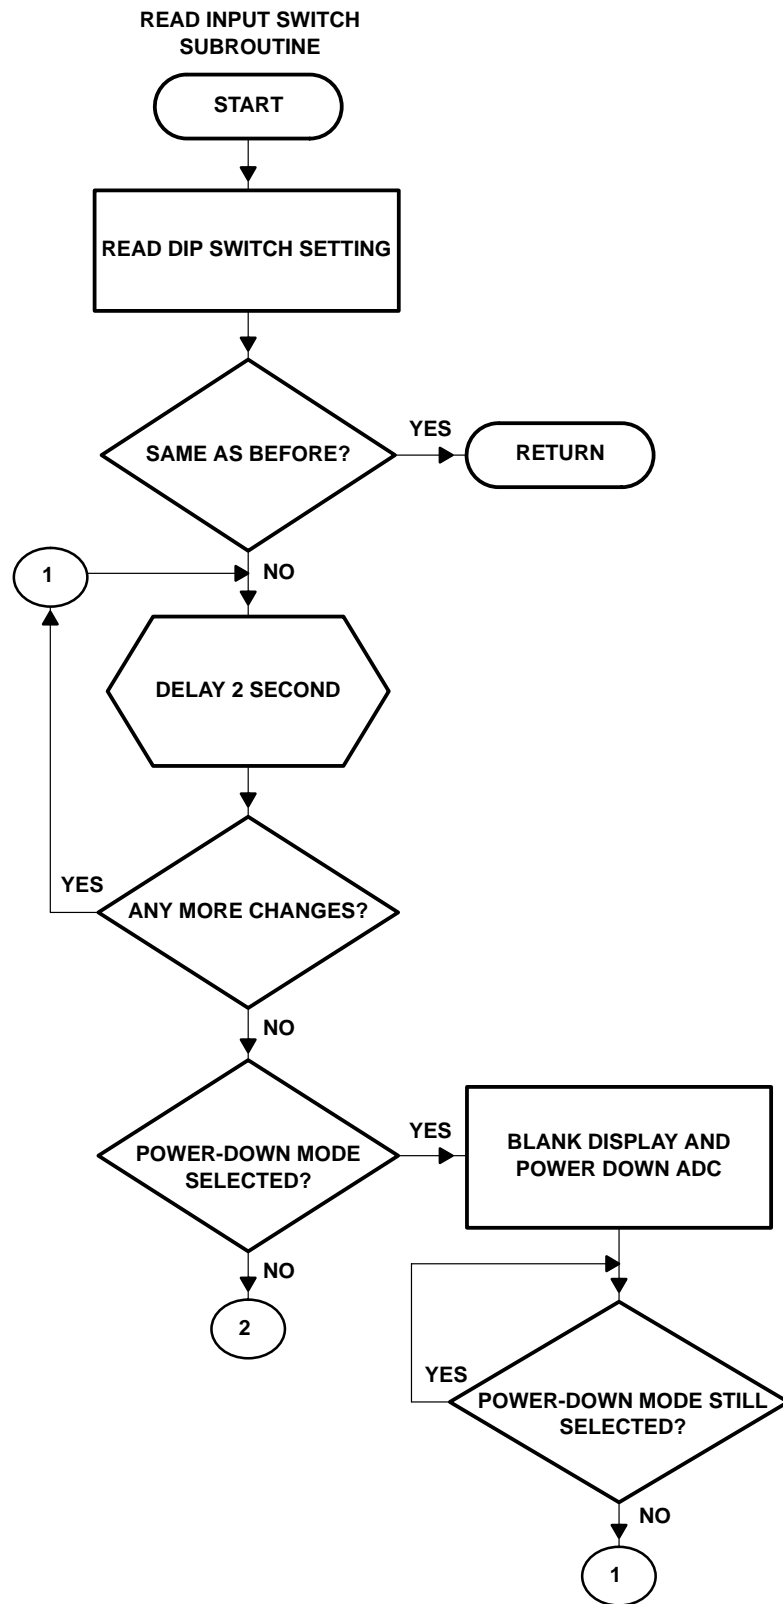 READ INPUT SWITCH
SUBROUTINE
START
READ DIP SWITCH SETTING
SAME AS BEFORE?
YES
RETURN
1
NO
DELAY 2 SECOND
YES
ANY MORE CHANGES?
NO
POWER-DOWN MODE
SELECTED?
YES
BLANK DISPLAY AND
POWER DOWN ADC
NO
2
YES
POWER-DOWN MODE STILL
SELECTED?
NO
1